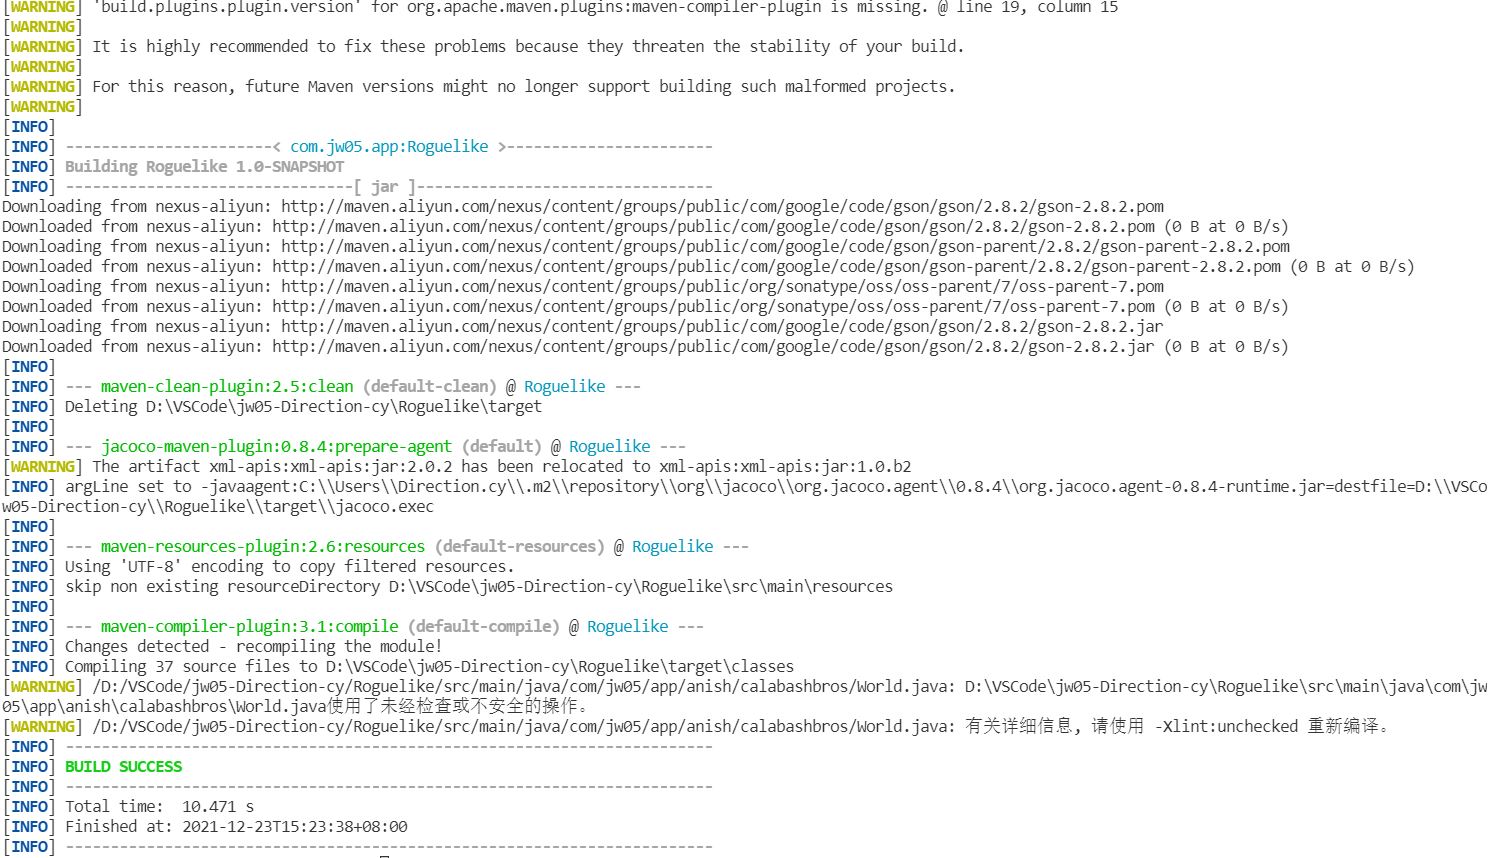 [WARNING] 'build.plugins.plugin.version' for org.apache.maven.plugins:maven-compiler-plugin is missing. @ line 19, column 15
[WARNING]
[WARNING] It is highly recommended to fix these problems because they threaten the stability of your build.
[WARNING]
[WARNING] For this reason, future Maven versions might no longer support building such malformed projects.
[WARNING]
[INFO]
[INFO] -----------------------< com.jw05.app:Roguelike >-----------------------
[INFO] Building Roguelike 1.0-SNAPSHOT
[INFO] --------------------------------[ jar ]---------------------------------
Downloading from nexus-aliyun: http://maven.aliyun.com/nexus/content/groups/public/com/google/code/gson/gson/2.8.2/gson-2.8.2.pom
Downloaded from nexus-aliyun: http://maven.aliyun.com/nexus/content/groups/public/com/google/code/gson/gson/2.8.2/gson-2.8.2.pom (0 B at 0 B/s)
Downloading from nexus-aliyun: http://maven.aliyun.com/nexus/content/groups/public/com/google/code/gson/gson-parent/2.8.2/gson-parent-2.8.2.pom
Downloaded from nexus-aliyun: http://maven.aliyun.com/nexus/content/groups/public/com/google/code/gson/gson-parent/2.8.2/gson-parent-2.8.2.pom (0 B at 0 B/s)
Downloading from nexus-aliyun: http://maven.aliyun.com/nexus/content/groups/public/org/sonatype/oss/oss-parent/7/oss-parent-7.pom
Downloaded from nexus-aliyun: http://maven.aliyun.com/nexus/content/groups/public/org/sonatype/oss/oss-parent/7/oss-parent-7.pom (0 B at 0 B/s)
Downloading from nexus-aliyun: http://maven.aliyun.com/nexus/content/groups/public/com/google/code/gson/gson/2.8.2/gson-2.8.2.jar
Downloaded from nexus-aliyun: http://maven.aliyun.com/nexus/content/groups/public/com/google/code/gson/gson/2.8.2/gson-2.8.2.jar (0 B at 0 B/s)
[INFO]
[INFO] --- maven-clean-plugin:2.5:clean (default-clean) @ Roguelike ---
[INFO] Deleting D:\VSCode\jw05-Direction-cy\Roguelike\target
[INFO]
[INFO] --- jacoco-maven-plugin:0.8.4:prepare-agent (default) @ Roguelike ---
[WARNING] The artifact xml-apis:xml-apis:jar:2.0.2 has been relocated to xml-apis:xml-apis:jar:1.0.b2
[INFO] argLine set to -javaagent:C:\\Users\\Direction.cy\\.m2\\repository\\org\\jacoco\\org.jacoco.agent\\0.8.4\\org.jacoco.agent-0.8.4-runtime.jar=destfile=D:\\VSCo
w05-Direction-cy\\Roguelike\\target\\jacoco.exec
[INFO]
[INFO] --- maven-resources-plugin:2.6:resources (default-resources) @ Roguelike ---
[INFO] Using 'UTF-8' encoding to copy filtered resources.
[INFO] skip non existing resourceDirectory D:\VSCode\jw05-Direction-cy\Roguelike\src\main\resources
[INFO]
[INFO] --- maven-compiler-plugin:3.1:compile (default-compile) @ Roguelike ---
[INFO] Changes detected - recompiling the module!
[INFO] Compiling 37 source files to D:\VSCode\jw05-Direction-cy\Roguelike\target\classes
[WARNING] /D:/VSCode/jw05-Direction-cy/Roguelike/src/main/java/com/jw05/app/anish/calabashbros/World.java: D:\VSCode\jw05-Direction-cy\Roguelike\src\main\java\com\jw
05\app\anish\calabashbros\World.java使用了未经检查或不安全的操作。
[WARNING] /D:/VSCode/jw05-Direction-cy/Roguelike/src/main/java/com/jw05/app/anish/calabashbros/World.java: 有关详细信息, 请使用 -Xlint:unchecked 重新编译。
[INFO] ------------------------------------------------------------------------
[INFO] BUILD SUCCESS
[INFO] ------------------------------------------------------------------------
[INFO] Total time:  10.471 s
[INFO] Finished at: 2021-12-23T15:23:38+08:00
[INFO] ------------------------------------------------------------------------